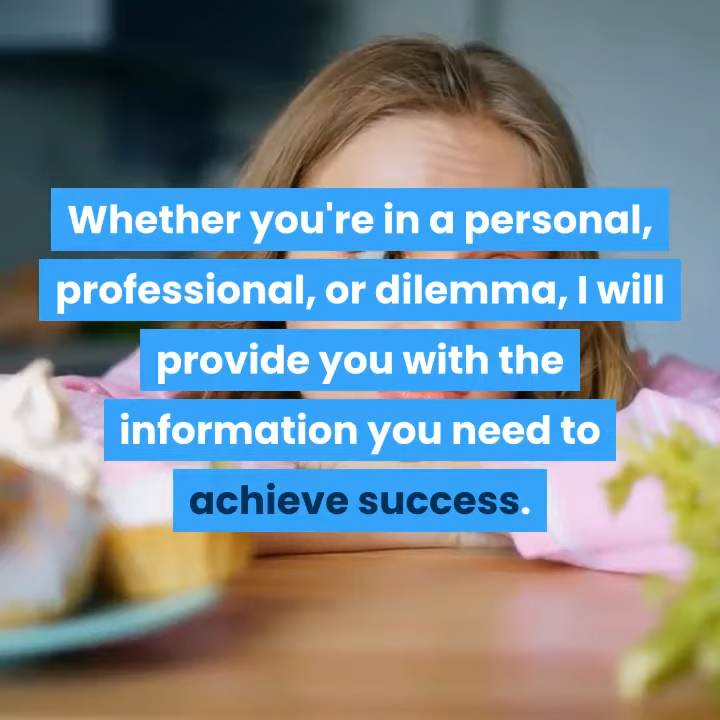 Whether you're in a personal,
professional, or dilemma, I will
provide you with the
information you need to
achieve success.